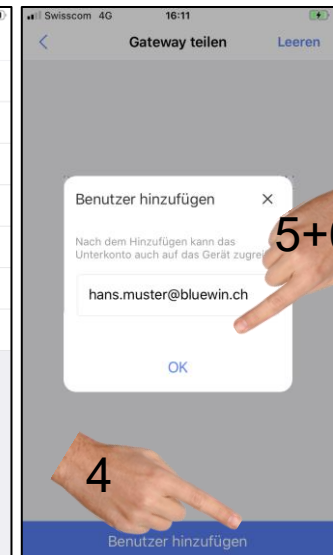 Swisscom 4G 16:11
Gateway teilen Leeren
Benutzer hinzufügen
Nach dem Hinzufügen kann das
Unterkonto auch auf das Gerät
5+
hans.muster@bluewin.ch
OK
4
Benutzer hinzufügen